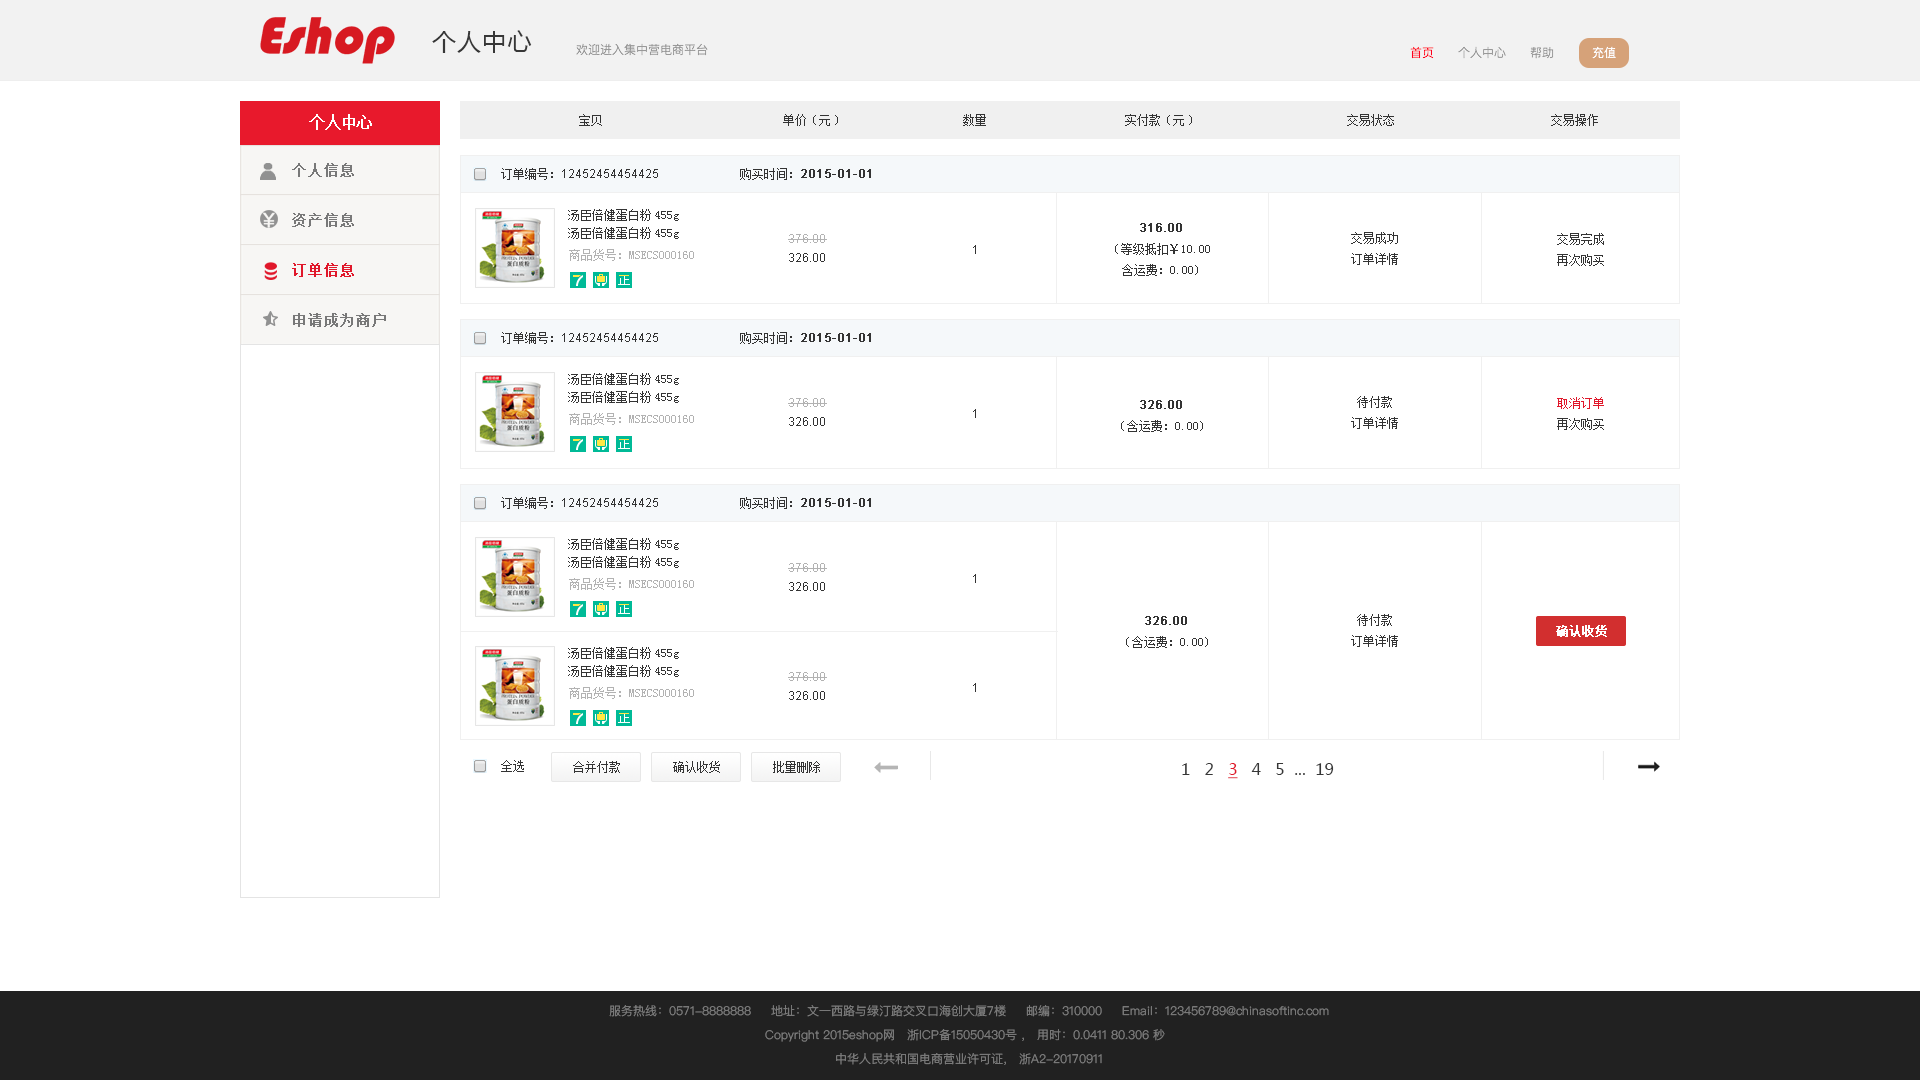 Eshop 个人中心 欢迎进入集中营电商平台 首页 个人中心 帮助 充值
个人中心
个人信息
资产信息
订单信息
申请成为商户
宝贝 单价（元） 数量 实付款（元） 交易状态 交易操作
订单编号：12452454454425 购买时间：2015-01-01
汤臣倍健蛋白粉 455g
汤臣倍健蛋白粉 455g
商品货号：MSECS000160
7 正
376.00
326.00
1
316.00
（等级抵扣¥10.00
含运费：0.00）
交易成功
订单详情
交易完成
再次购买
订单编号：12452454454425 购买时间：2015-01-01
汤臣倍健蛋白粉 455g
汤臣倍健蛋白粉 455g
商品货号：MSECS000160
7 正
376.00
326.00
1
326.00
（含运费：0.00）
待付款
订单详情
取消订单
再次购买
订单编号：12452454454425 购买时间：2015-01-01
汤臣倍健蛋白粉 455g
汤臣倍健蛋白粉 455g
商品货号：MSECS000160
7 正
376.00
326.00
1
汤臣倍健蛋白粉 455g
汤臣倍健蛋白粉 455g
商品货号：MSECS000160
7 正
376.00
326.00
1
326.00
（含运费：0.00）
待付款
订单详情
确认收货
全选 合并付款 确认收货 批量删除 1 2 3 4 5 ... 19
服务热线：0571-8888888 地址：文一西路与绿汀路交叉口海创大厦7楼 邮编：310000 Email：123456789@chinasoftinc.com
Copyright 2015eshop网 浙ICP备15050430号 ， 用时：0.0411 80.306 秒
中华人民共和国电商营业许可证， 浙A2-20170911